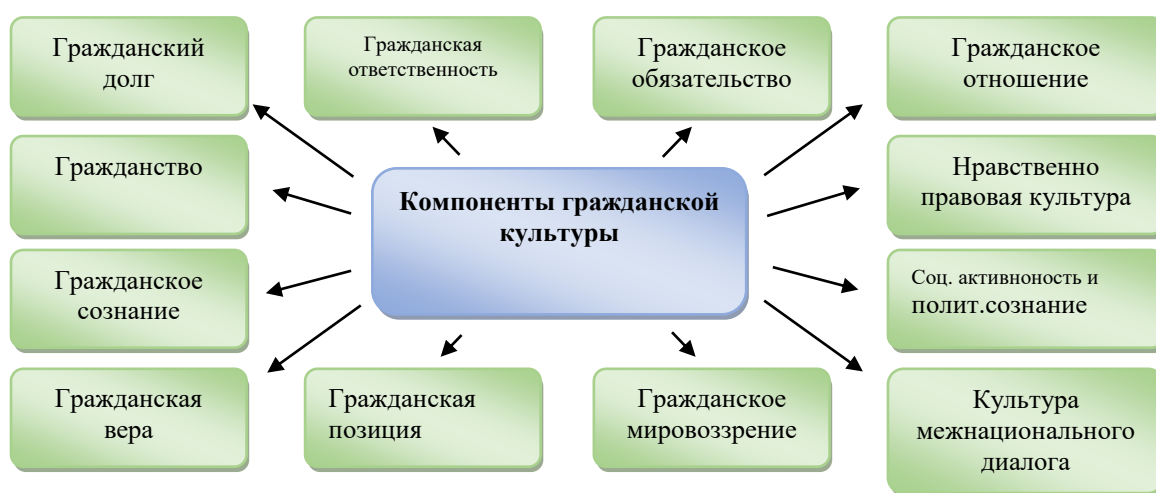 Гражданский
долг
Гражданская
ответственность
Гражданское
обязательство
Гражданское
отношение
Гражданство
Компоненты гражданской
культуры
Нравственно
правовая культура
Гражданское
сознание
Соц. активноность и
полит.сознание
Гражданская
вера
Гражданская
позиция
Гражданское
мировоззрение
Культура
межнационального
диалога